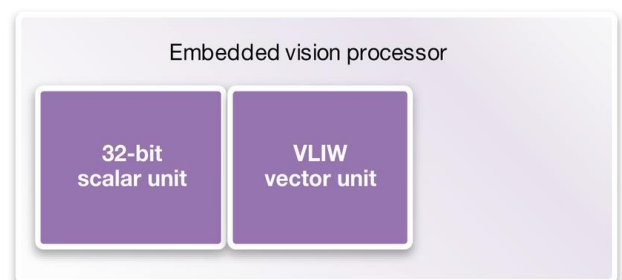 Embedded vision processor
32-bit
scalar unit
VLIW
vector unit